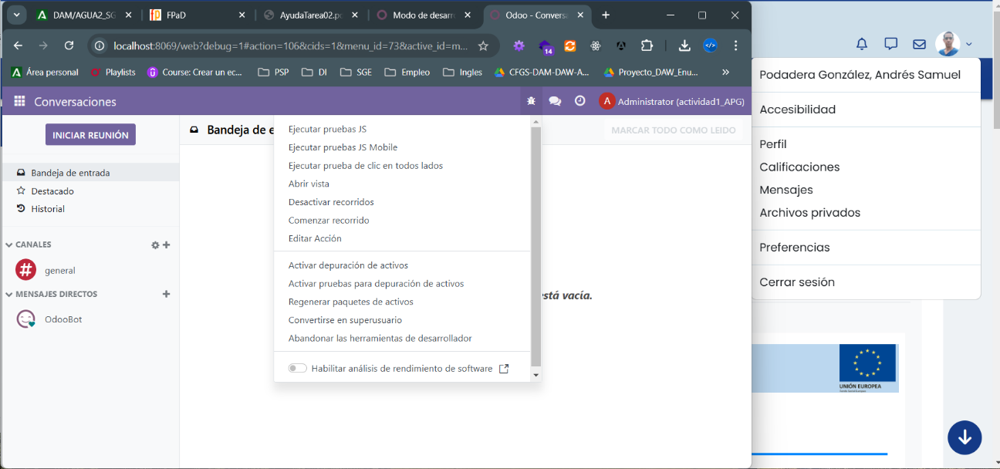 DAM/AGUA2_SG
FPaD
AyudaTarea02.p
Modo de desarr
Odoo - Conversa
localhost:8069/web?debug=1#action=106&cids=1&menu_id=73&active_id=m...
14
Área personal
Playlists
Course: Crear un ec...
PSP
DI
SGE
Empleo
Ingles
CFGS-DAM-DAW-A...
Proyecto_DAW_Enu...
Conversaciones
A
Administrator (actividad1_APG)
INICIAR REUNIÓN
Bandeja de e
MARCAR TODO COMO LEIDO
Bandeja de entrada
Destacado
Historial
CANALES
general
MENSAJES DIRECTOS
OdooBot
Ejecutar pruebas JS
Ejecutar pruebas JS Mobile
Ejecutar prueba de clic en todos lados
Abrir vista
Desactivar recorridos
Comenzar recorrido
Editar Acción
Activar depuración de activos
Activar pruebas para depuración de activos
Regenerar paquetes de activos
Convertirse en superusuario
Abandonar las herramientas de desarrollador
Habilitar análisis de rendimiento de software
está vacía.
Podadera González, Andrés Samuel
Accesibilidad
Perfil
Calificaciones
Mensajes
Archivos privados
Preferencias
Cerrar sesión
UNIÓN EUROPEA